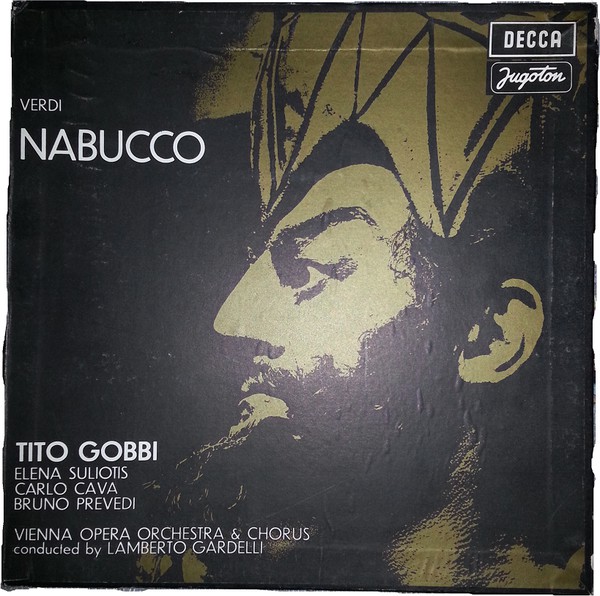 DECCA
Jugoton
VERDI
NABUCCO
TITO GOBBI
ELENA SULIOTIS
CARLO CAVA
BRUNO PREVEDI
VIENNA OPERA ORCHESTRA & CHORUS
conducted by LAMBERTO GARDELLI